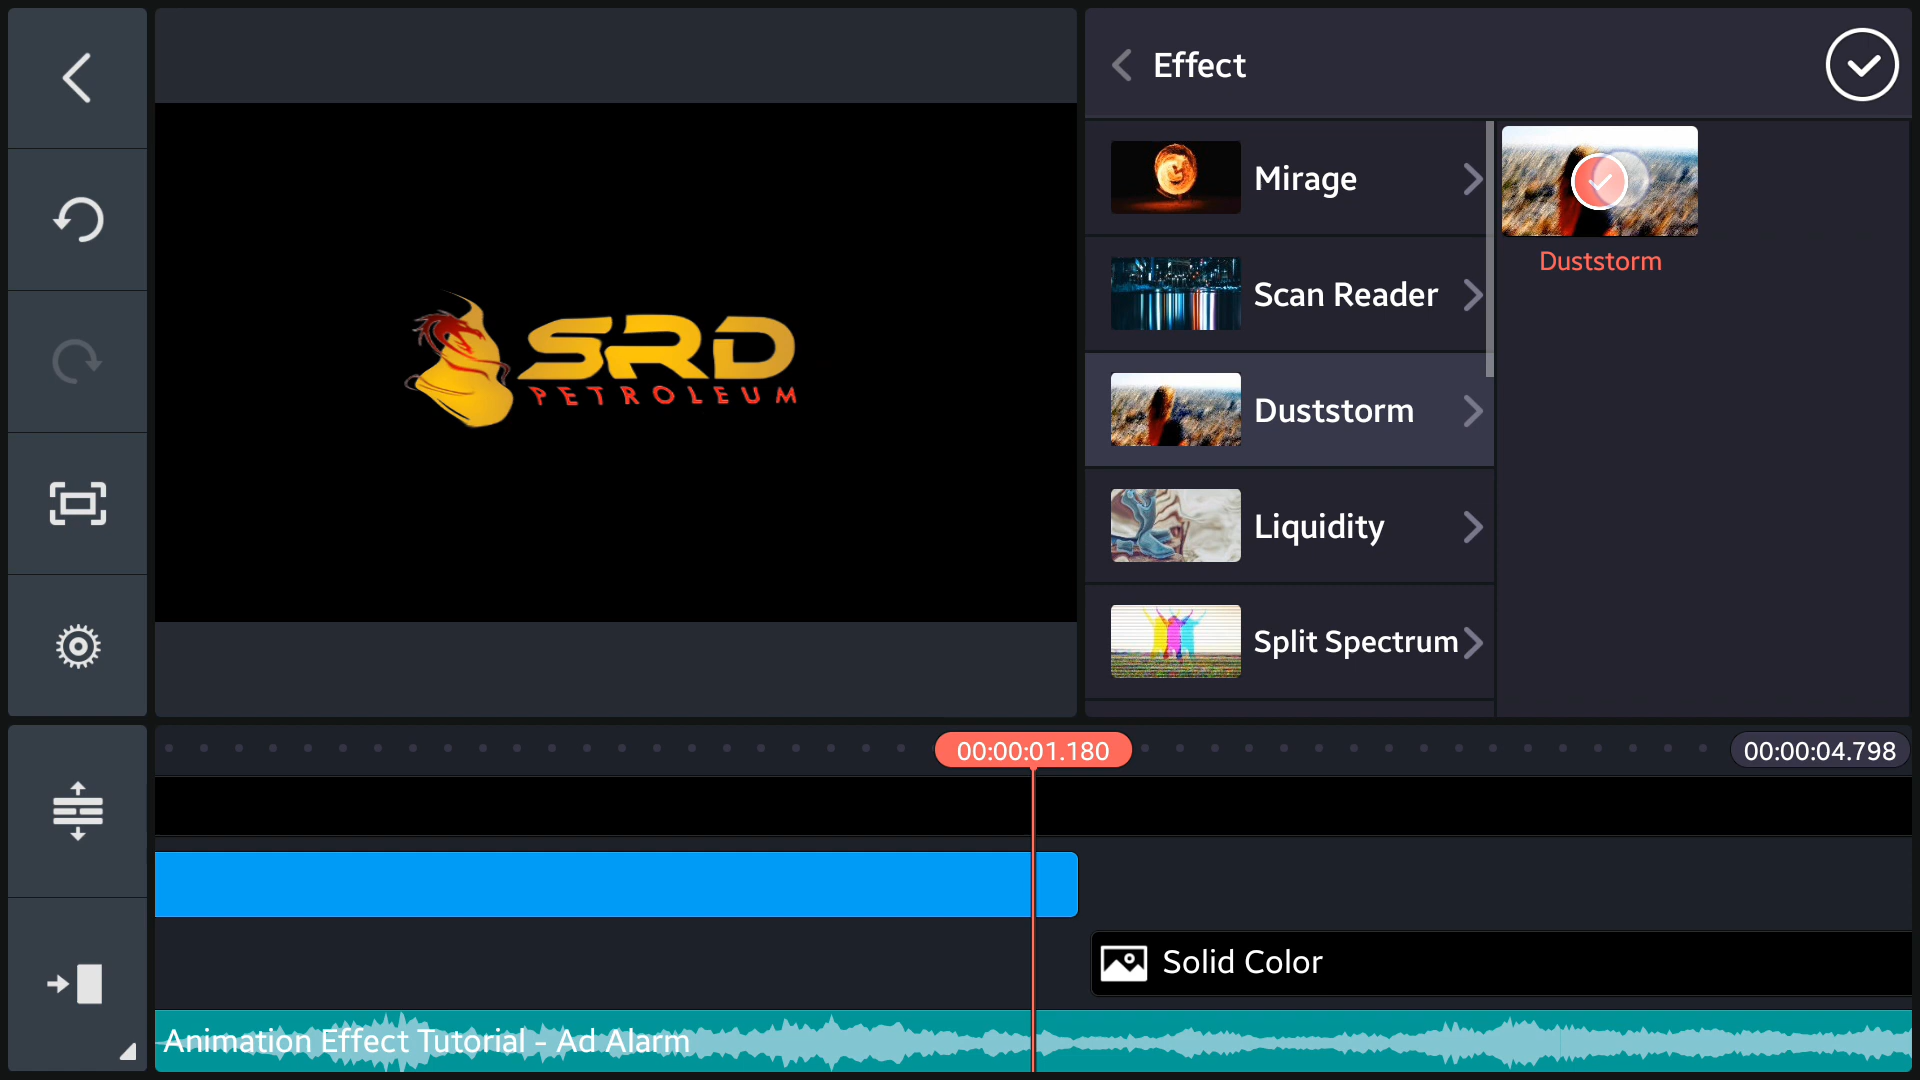 Effect
Mirage
Scan Reader
Duststorm
Liquidity
Split Spectrum
Duststorm
SRD
PETROLEUM
00:00:01.180
00:00:04.798
Solid Color
Animation Effect Tutorial - Ad Alarm